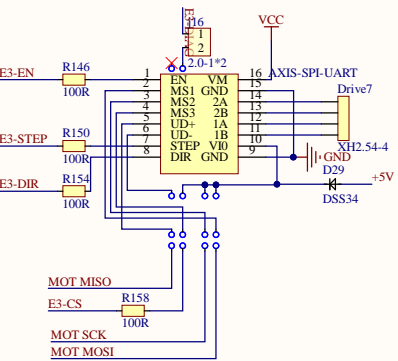 J16
1
2
2.0-1*2
VCC
E3-EN
R146
100R
1
EN
VM
16
AXIS-SPI-UART
2
MS1
GND
15
3
MS2
2A
14
Drive7
4
MS3
2B
13
5
UD+
1A
12
6
UD-
1B
11
7
STEP
VI0
10
8
DIR
GND
9
XH2.54-4
E3-STEP
R150
100R
GND
E3-DIR
R154
100R
D29
+5V
DSS34
MOT MISO
E3-CS
R158
100R
MOT SCK
MOT MOSI